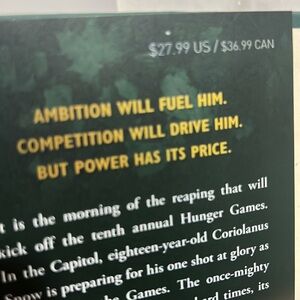 $27.99 US / $36.99 CAN
AMBITION WILL FUEL HIM.
COMPETITION WILL DRIVE HIM.
BUT POWER HAS ITS PRICE.
t is the morning of the reaping that will
kick off the tenth annual Hunger Games.
In the Capitol, eighteen-year-old Coriolanus
Snow is preparing for his one shot at glory as
Games. The once-mighty
times, its